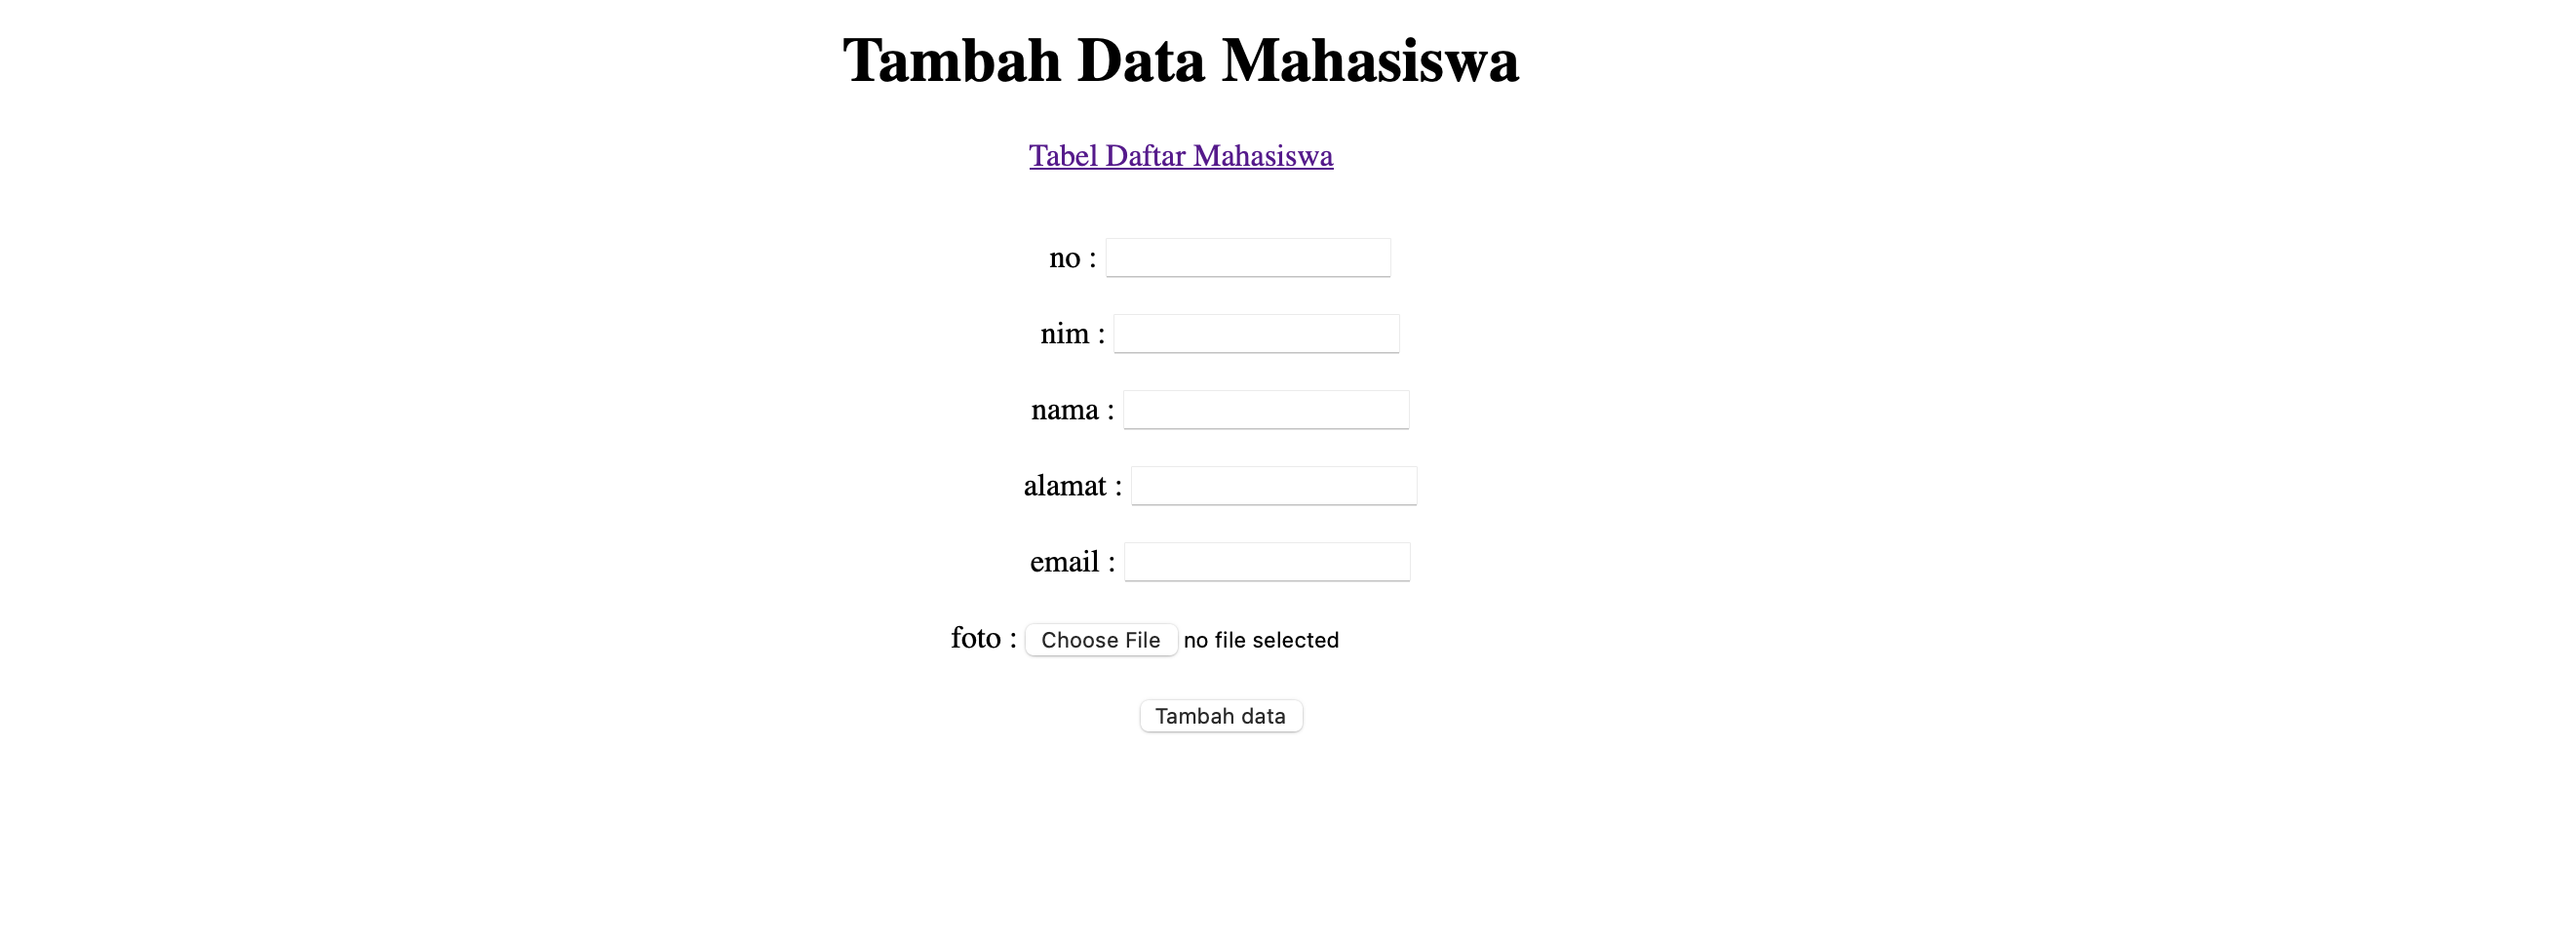 Tambah Data Mahasiswa
Tabel Daftar Mahasiswa
no :
nim :
nama :
alamat :
email :
foto : Choose File no file selected
Tambah data